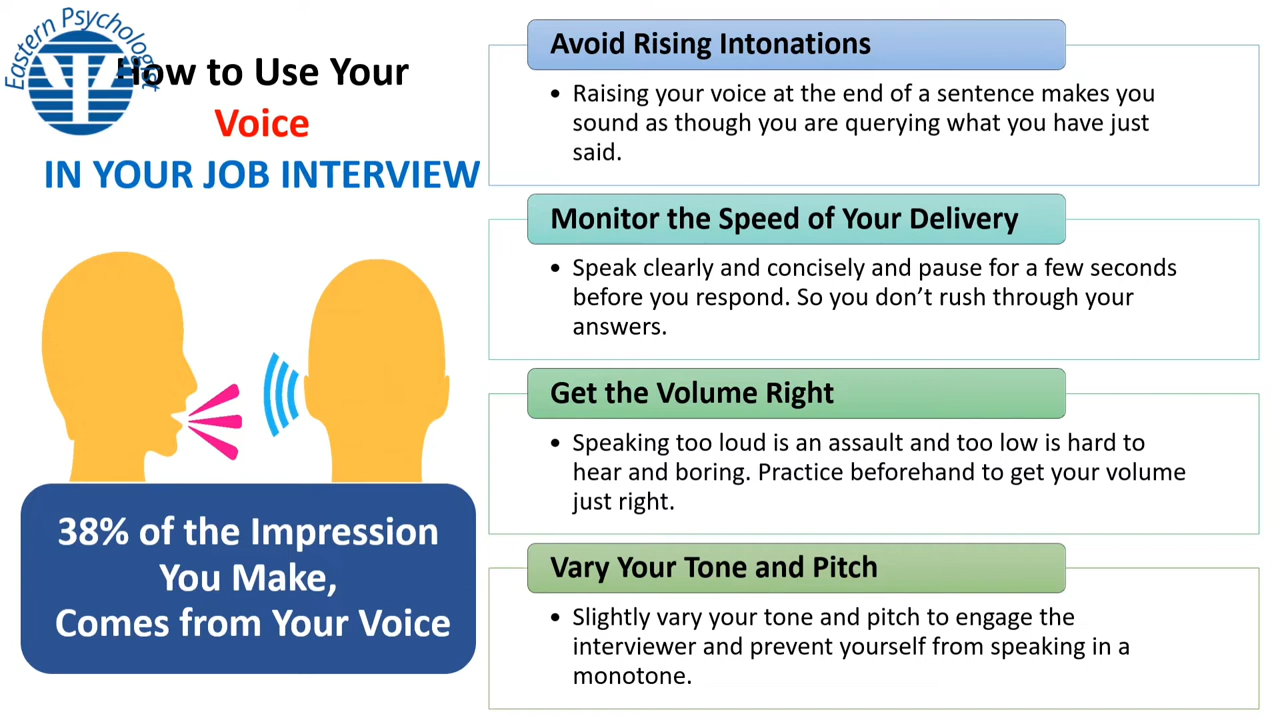 Eastern Psychologist
How to Use Your
Voice
IN YOUR JOB INTERVIEW
38% of the Impression
You Make,
Comes from Your Voice
Avoid Rising Intonations
• Raising your voice at the end of a sentence makes you
sound as though you are querying what you have just
said.
Monitor the Speed of Your Delivery
• Speak clearly and concisely and pause for a few seconds
before you respond. So you don’t rush through your
answers.
Get the Volume Right
• Speaking too loud is an assault and too low is hard to
hear and boring. Practice beforehand to get your volume
just right.
Vary Your Tone and Pitch
• Slightly vary your tone and pitch to engage the
interviewer and prevent yourself from speaking in a
monotone.